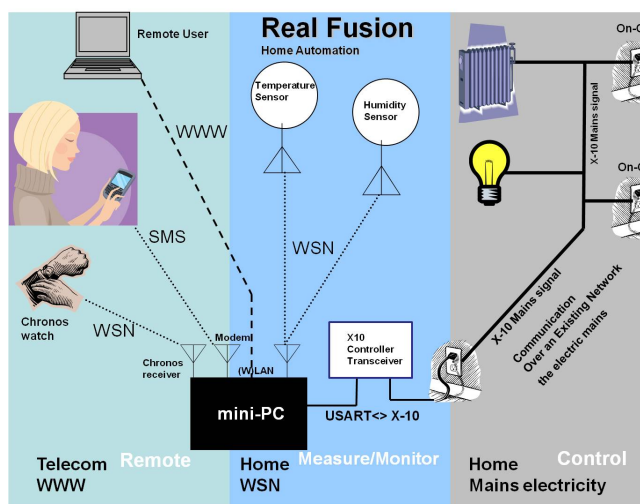 Real Fusion
Home Automation
Remote User
Temperature
Sensor
Humidity
Sensor
On-O
X-10 Mains signal
On-O
WWW
SMS
WSN
WSN
Chronos
watch
Chronos
receiver
Modem
(W)LAN
X10
Controller
Transceiver
X-10 Mains signal
Communication
Over an Existing Network
the electric mains
mini-PC
USART<> X-10
Telecom
WWW
Remote
Home
WSN
Measure/Monitor
Home
Mains electricity
Control